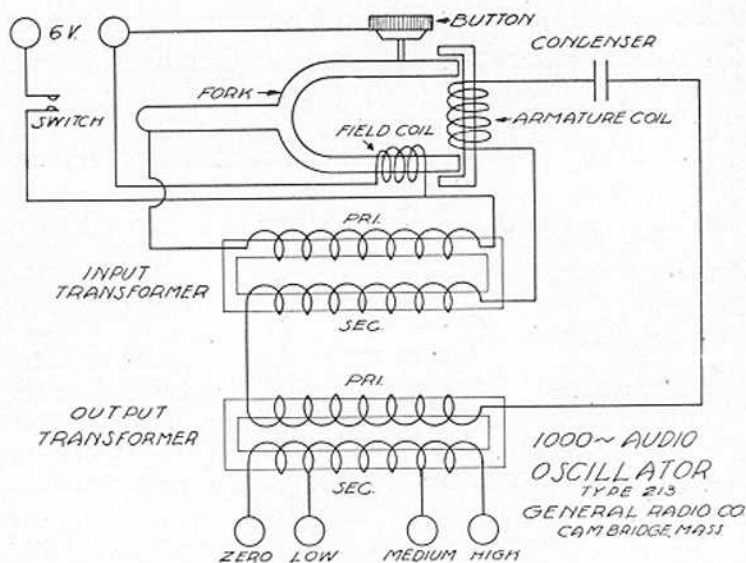 6V.
BUTTON
CONDENSER
FORK
SWITCH
FIELD COIL
ARMATURE COIL
PRI.
INPUT
TRANSFORMER
SEC.
PRI.
OUTPUT
TRANSFORMER
SEC.
1000~ AUDIO
OSCILLATOR
TYPE 213
GENERAL RADIO CO.
CAMBRIDGE, MASS
ZERO
LOW
MEDIUM
HIGH